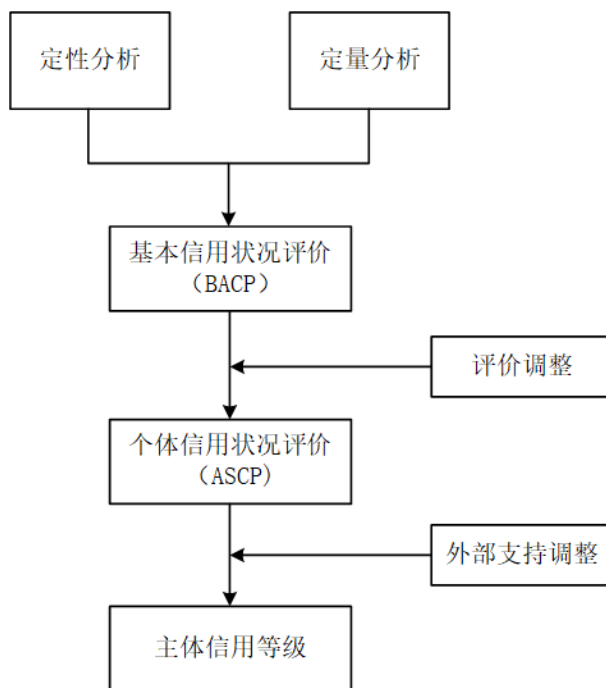 定性分析
定量分析
基本信用状况评价
（BACP）
评价调整
个体信用状况评价
（ASCP)
外部支持调整
主体信用等级